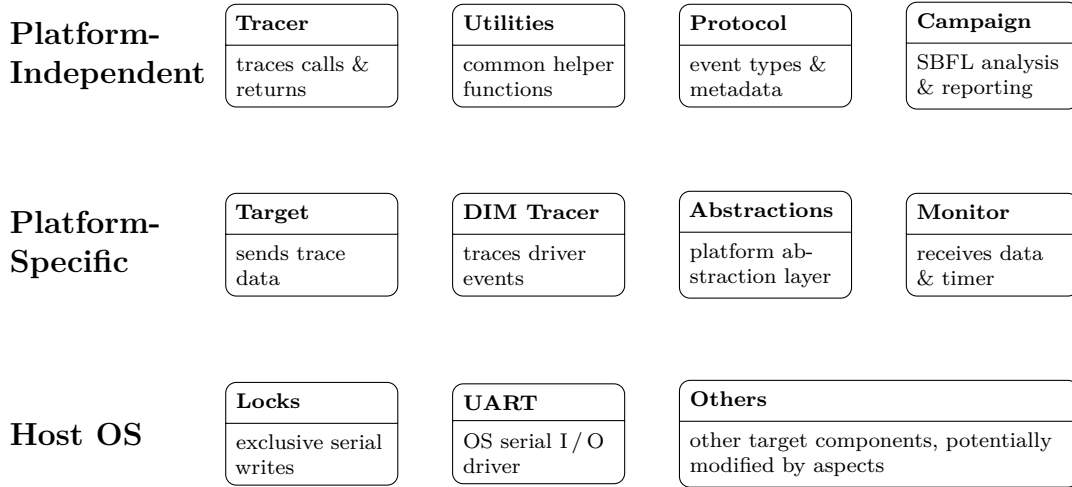 Platform-
Independent
Tracer
traces calls &
returns
Utilities
common helper
functions
Protocol
event types &
metadata
Campaign
SBFL analysis
& reporting
Platform-
Specific
Target
sends trace
data
DIM Tracer
traces driver
events
Abstractions
platform ab-
straction layer
Monitor
receives data
& timer
Host OS
Locks
exclusive serial
writes
UART
OS serial I / O
driver
Others
other target components, potentially
modified by aspects